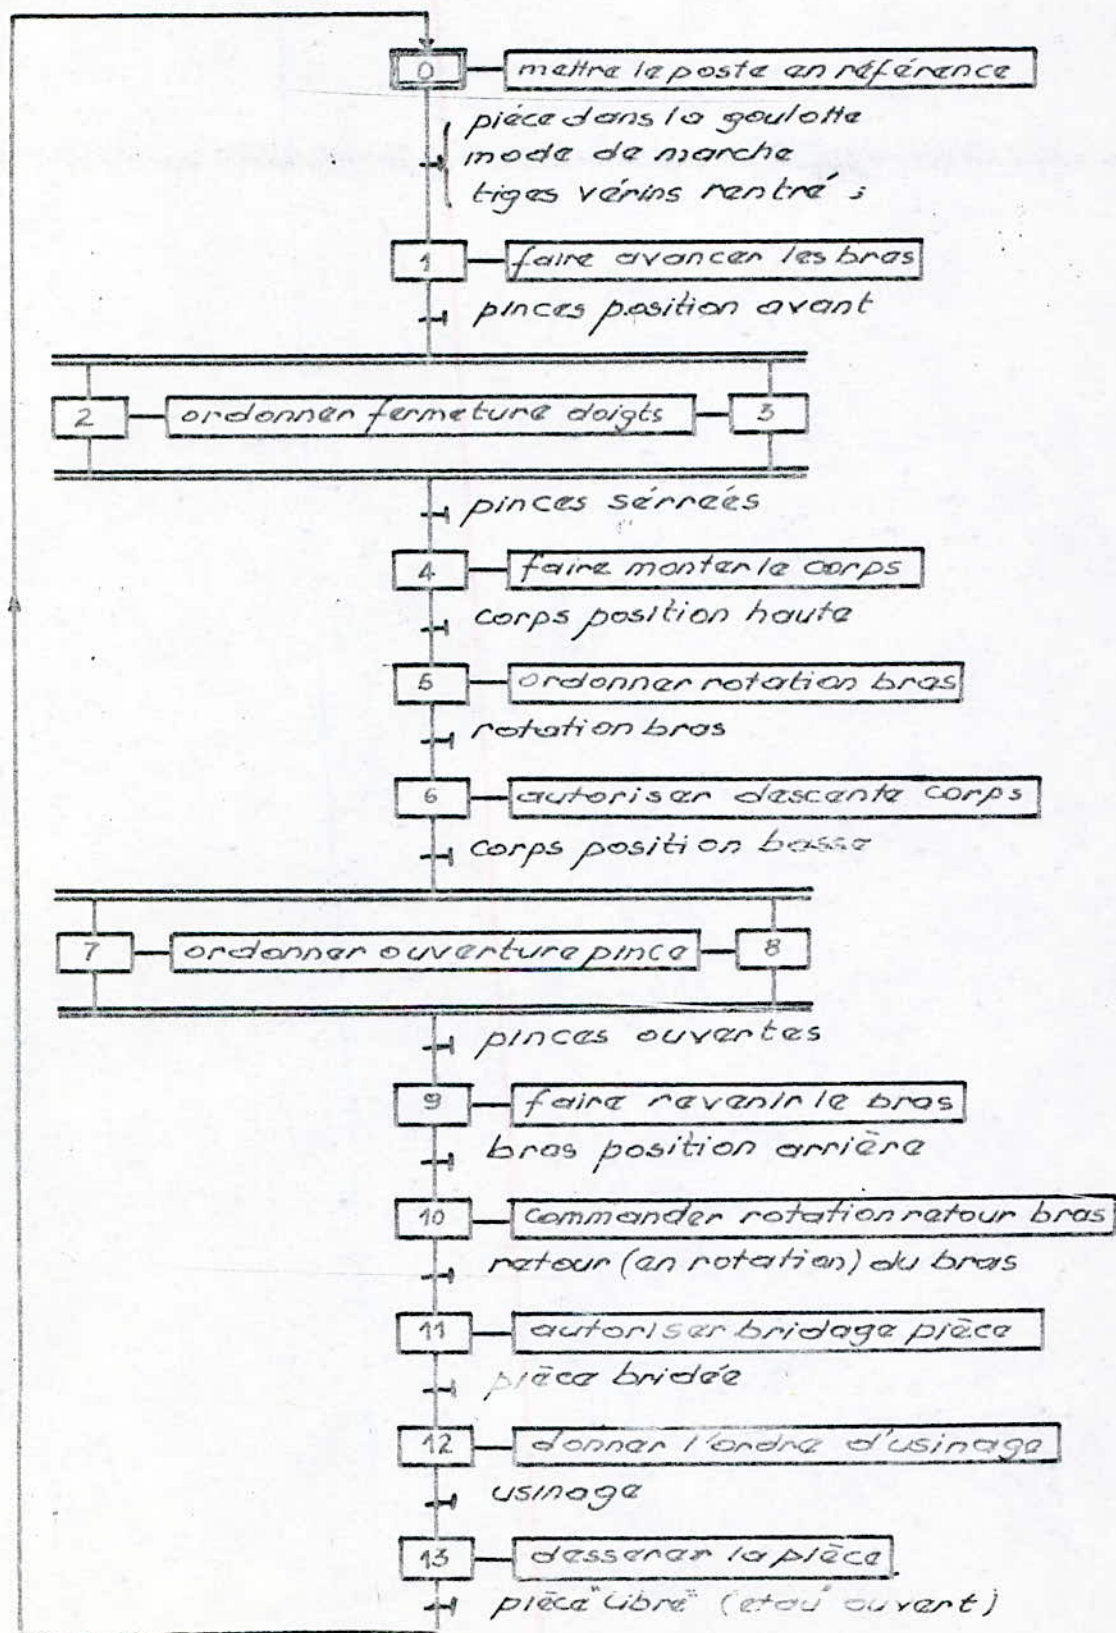 0 mettre le poste en référence
pièce dans la goulotte
mode de marche
tiges vérins rentré s
1 faire avancer les bras
pinces position avant
2 ordonner fermeture doigts 3
pinces sérreés
4 faire monter le corps
corps position haute
5 ordonner rotation bras
rotation bras
6 autoriser descente corps
corps position basse
7 ordonner ouverture pince 8
pinces ouvertes
9 faire revenir le bras
bras position arrière
10 commander rotation retour bras
retour (en rotation) du bras
11 autoriser bridage pièce
pièce bridée
12 donner l'ordre d'usinage
usinage
13 desserer la pièce
pièce "Libre" (etau ouvert)